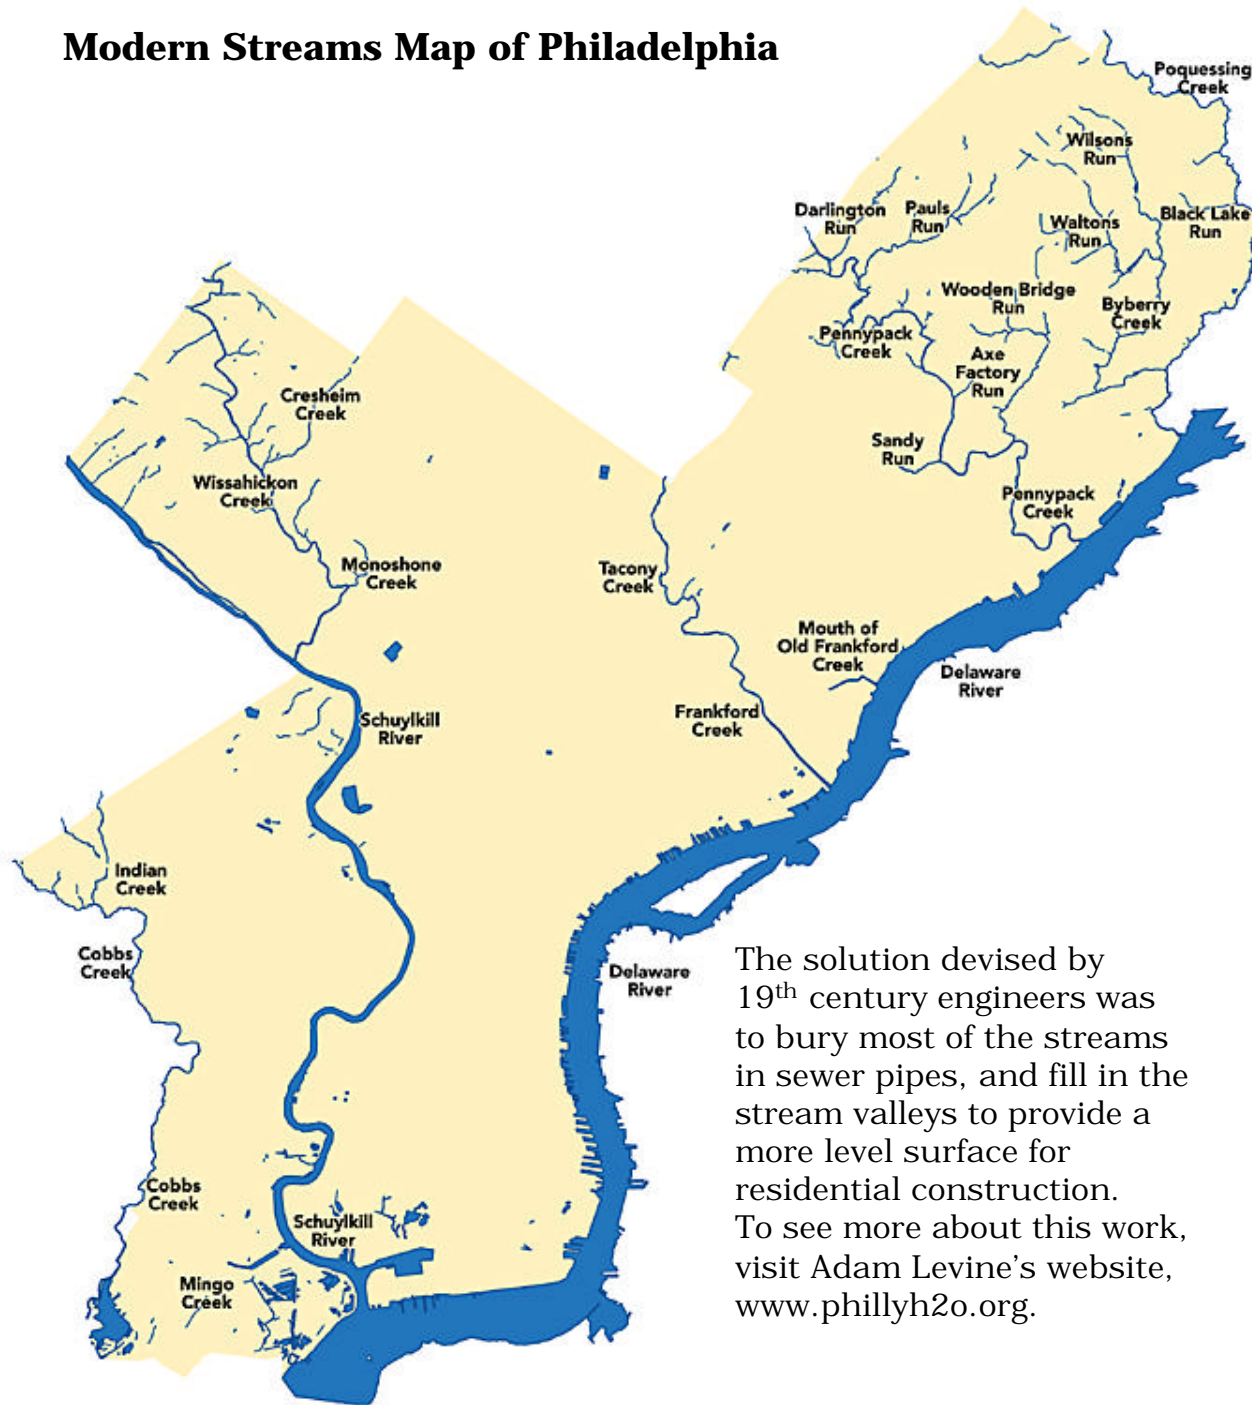 Modern Streams Map of Philadelphia
Poquessing
Creek
Wilsons
Run
Darlington
Run
Pauls
Run
Waltons
Run
Black Lake
Run
Wooden Bridge
Run
Byberry
Creek
Pennypack
Creek
Axe
Factory
Run
Cresheim
Creek
Sandy
Run
Wissahickon
Creek
Pennypack
Creek
Monoshone
Creek
Tacony
Creek
Mouth of
Old Frankford
Creek
Delaware
River
Schuylkill
River
Frankford
Creek
Indian
Creek
Cobbs
Creek
Delaware
River
The solution devised by
19th century engineers was
to bury most of the streams
in sewer pipes, and fill in the
stream valleys to provide a
more level surface for
residential construction.
To see more about this work,
visit Adam Levine's website,
www.phillyh2o.org.
Cobbs
Creek
Schuylkill
River
Mingo
Creek